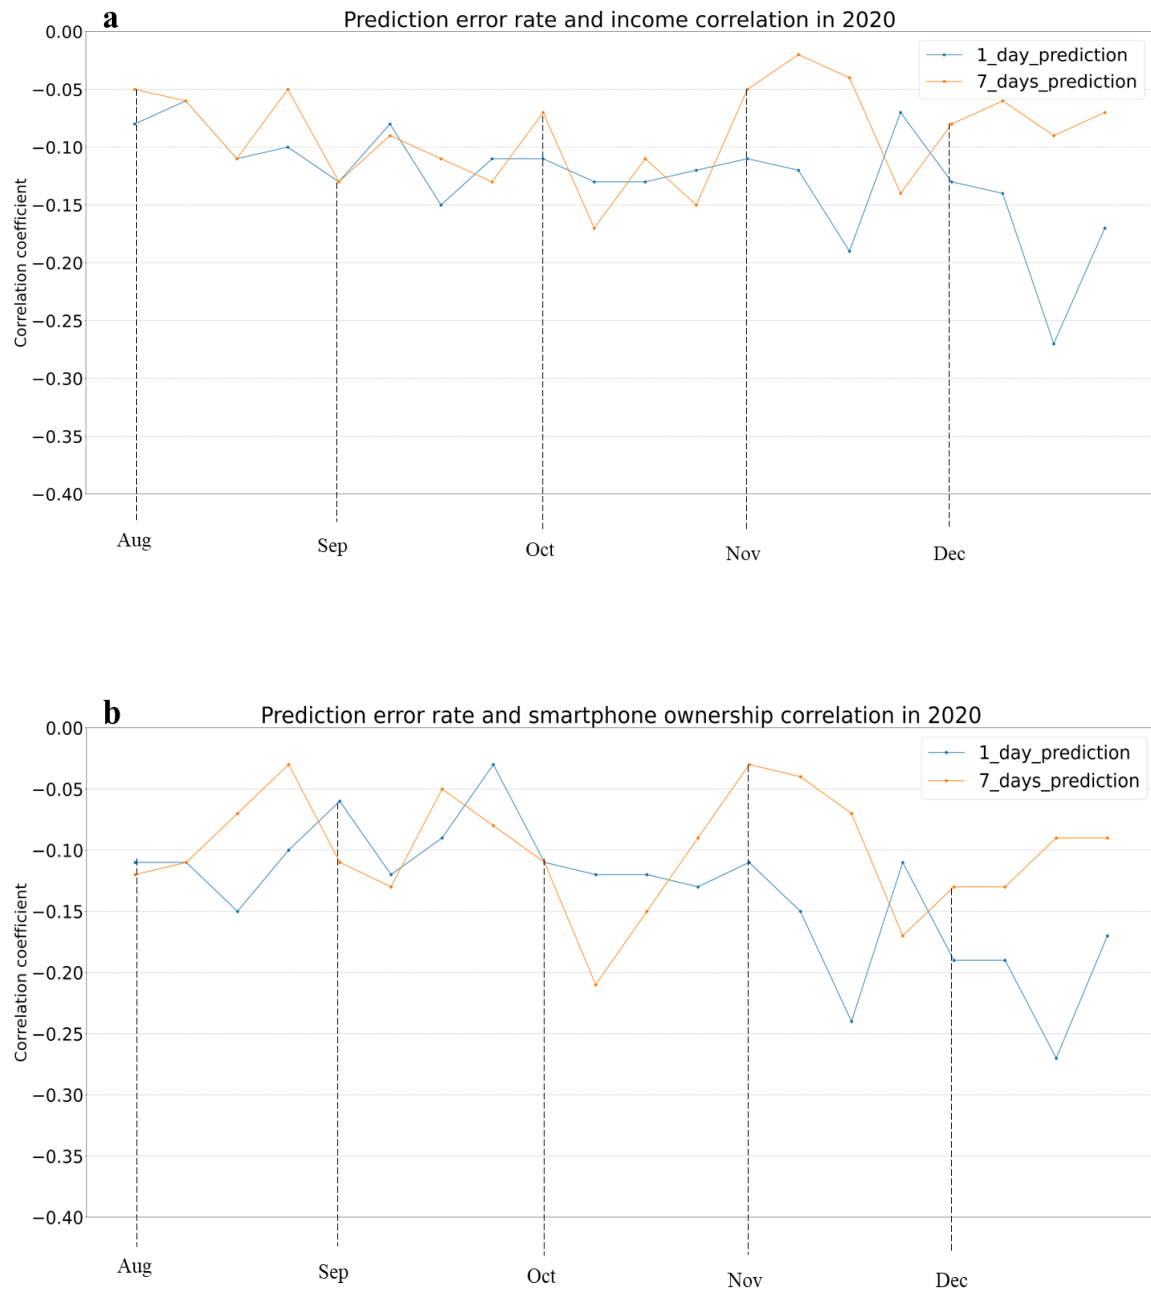 a
Prediction error rate and income correlation in 2020
1_day_prediction
7_days_prediction
Correlation coefficient
0.00
−0.05
−0.10
−0.15
−0.20
−0.25
−0.30
−0.35
−0.40
Aug Sep Oct Nov Dec
b
Prediction error rate and smartphone ownership correlation in 2020
1_day_prediction
7_days_prediction
Correlation coefficient
0.00
−0.05
−0.10
−0.15
−0.20
−0.25
−0.30
−0.35
−0.40
Aug Sep Oct Nov Dec